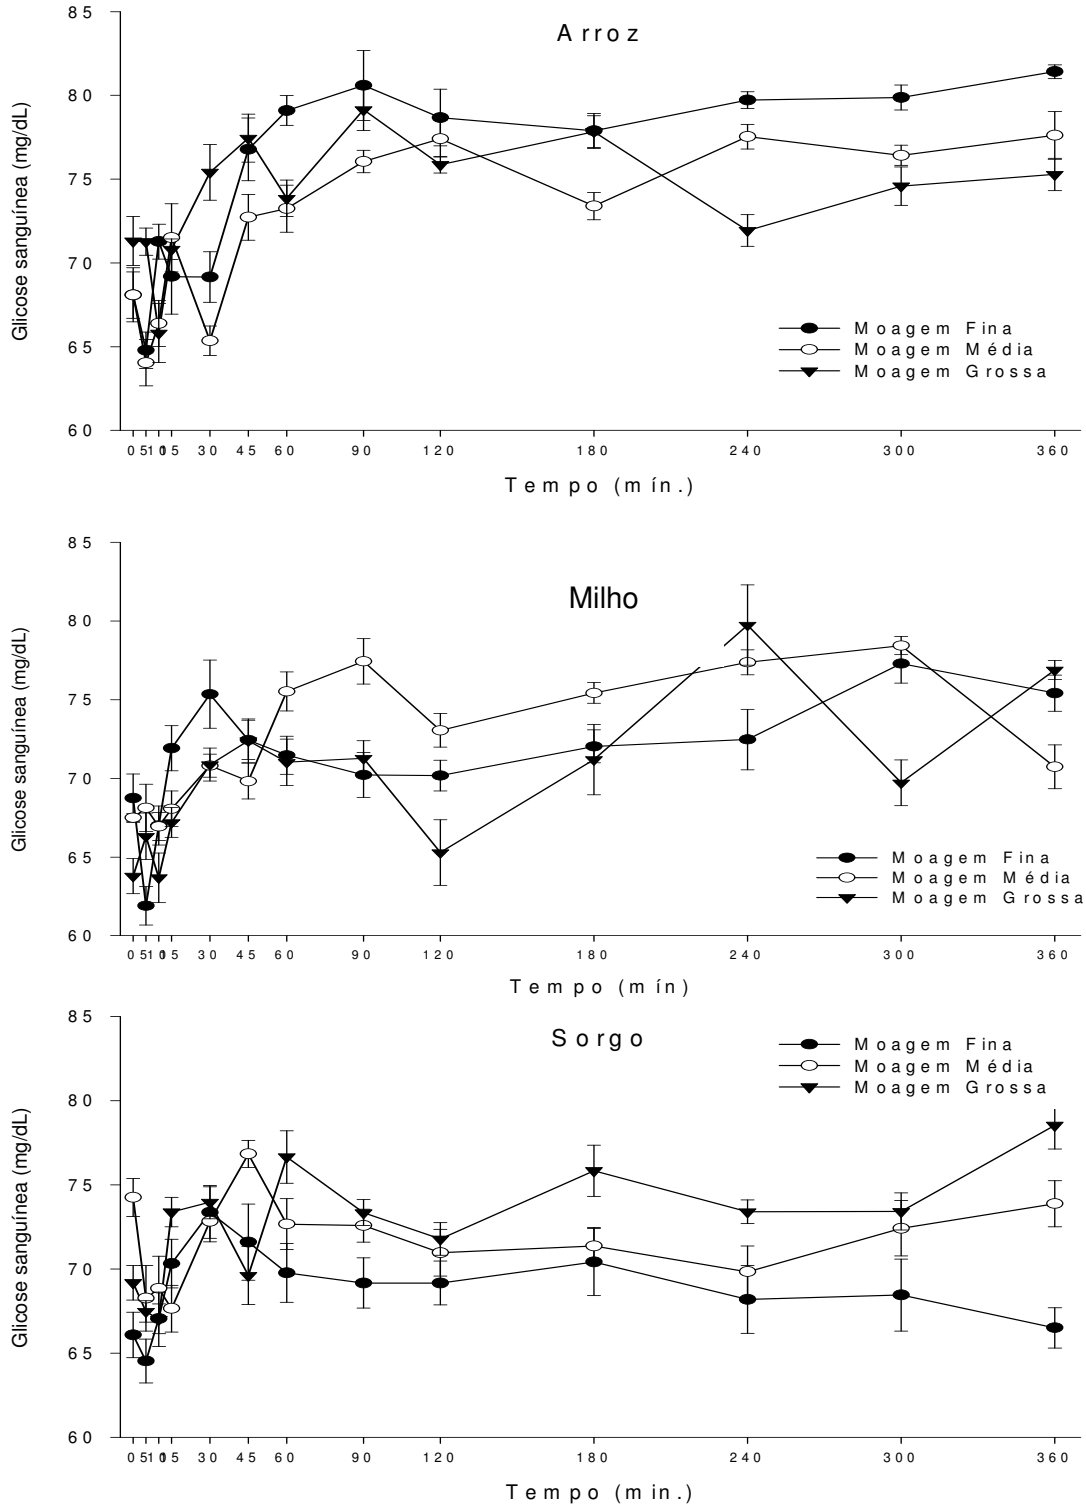 Arroz
Glicose sanguínea (mg/dL)
85
80
75
70
65
60
Moagem Fina
Moagem Média
Moagem Grossa
0 5 10 15 30 45 60 90 120 180 240 300 360
Tempo (mín.)
Milho
Glicose sanguínea (mg/dL)
85
80
75
70
65
60
Moagem Fina
Moagem Média
Moagem Grossa
0 5 10 15 30 45 60 90 120 180 240 300 360
Tempo (mín)
Sorgo
Glicose sanguínea (mg/dL)
85
80
75
70
65
60
Moagem Fina
Moagem Média
Moagem Grossa
0 5 10 15 30 45 60 90 120 180 240 300 360
Tempo (min.)